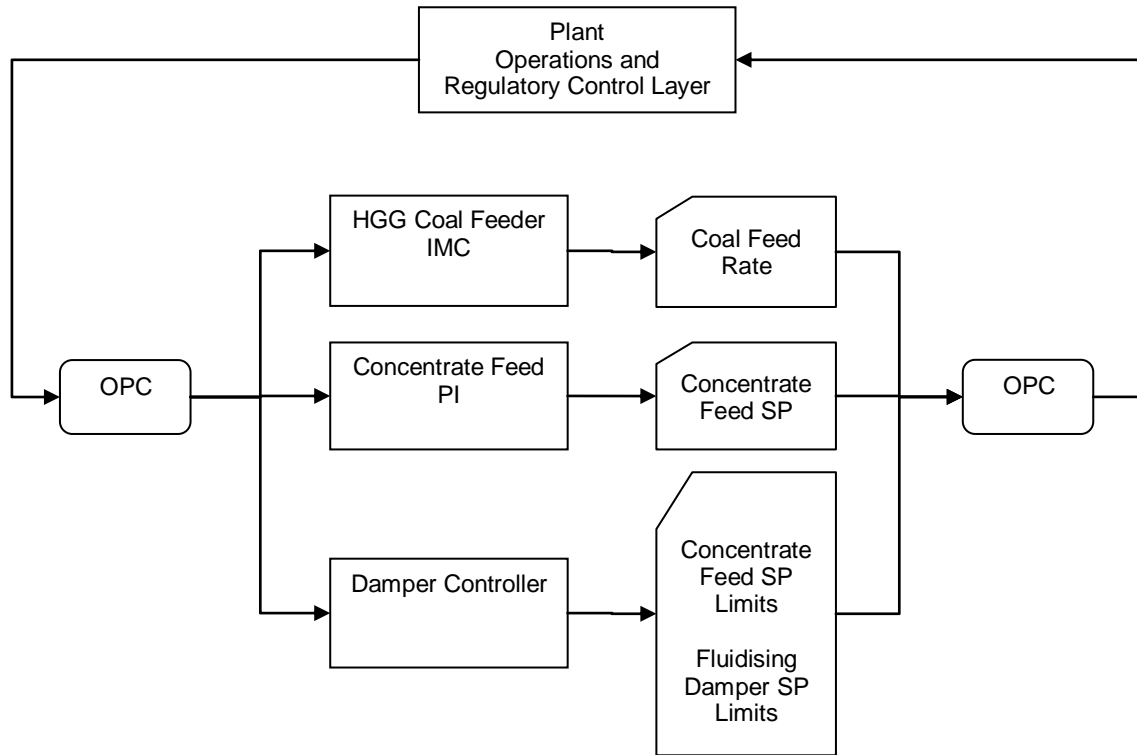 Plant
Operations and
Regulatory Control Layer
HGG Coal Feeder
IMC
Coal Feed
Rate
OPC
Concentrate Feed
PI
Concentrate
Feed SP
OPC
Damper Controller
Concentrate
Feed SP
Limits
Fluidising
Damper SP
Limits